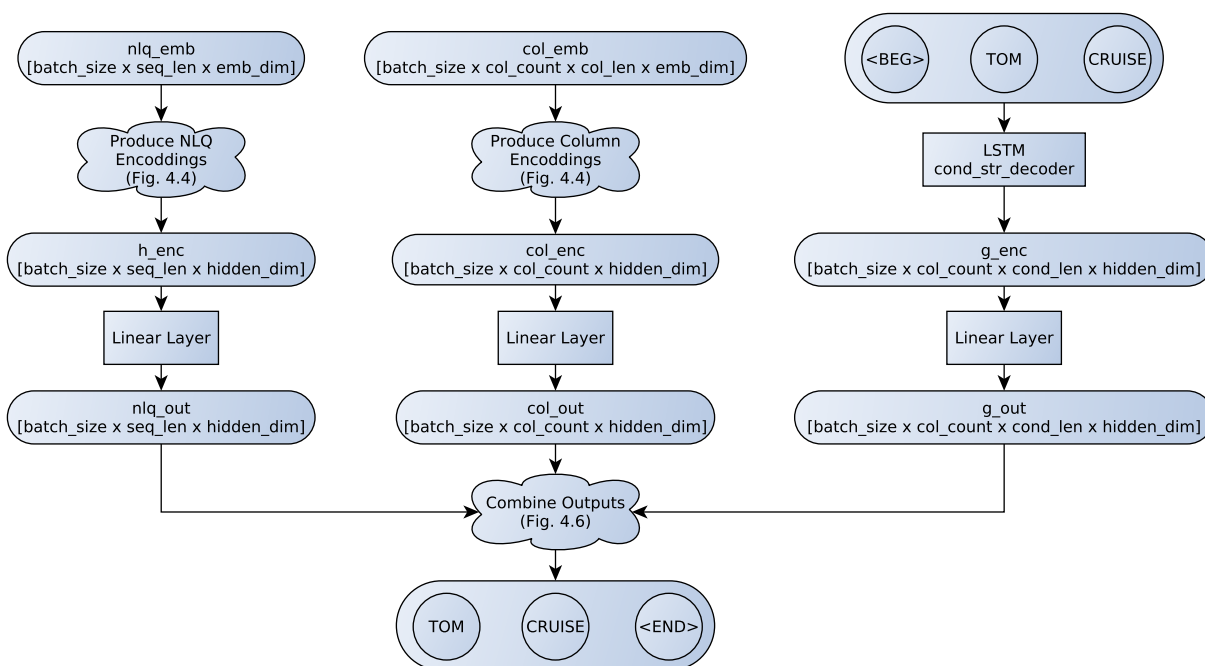 nlq_emb
[batch_size x seq_len x emb_dim]
Produce NLQ
Encoddings
(Fig. 4.4)
h_enc
[batch_size x seq_len x hidden_dim]
Linear Layer
nlq_out
[batch_size x seq_len x hidden_dim]
col_emb
[batch_size x col_count x col_len x emb_dim]
Produce Column
Encoddings
(Fig. 4.4)
col_enc
[batch_size x col_count x hidden_dim]
Linear Layer
col_out
[batch_size x col_count x hidden_dim]
<BEG> TOM CRUISE
LSTM
cond_str_decoder
g_enc
[batch_size x col_count x cond_len x hidden_dim]
Linear Layer
g_out
[batch_size x col_count x cond_len x hidden_dim]
Combine Outputs
(Fig. 4.6)
TOM CRUISE <END>